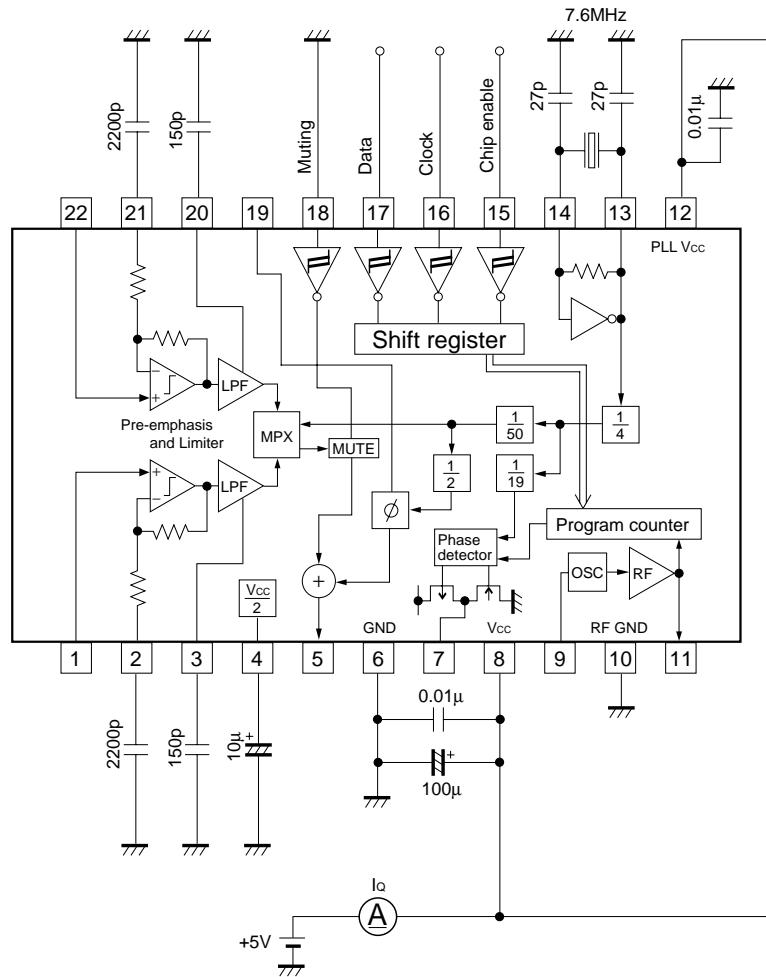 7.6MHz
2200p
150p
Muting
Data
Clock
Chip enable
27p
27p
0.01μ
22
21
20
19
18
17
16
15
14
13
12
PLL Vcc
Shift register
−
+
LPF
Pre-emphasis
and Limiter
MPX
MUTE
1
50
1
4
1
2
1
19
+
−
LPF
ϕ
Phase
detector
Program counter
OSC
RF
+
Vcc
2
GND
Vcc
RF GND
1
2
3
4
5
6
7
8
9
10
11
2200p
150p
10μ
+
0.01μ
+
100μ
IQ
A
+5V